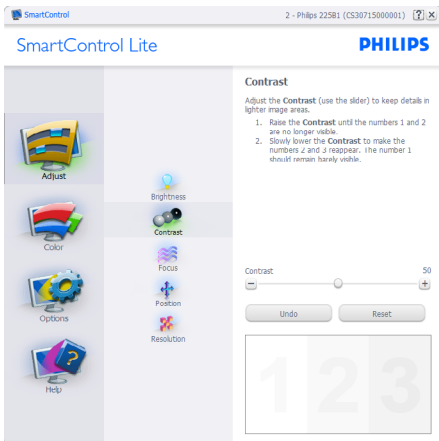 SmartControl
2 - Philips 225B1 (CS30715000001)
SmartControl Lite
PHILIPS
Adjust
Color
Options
Help
Brightness
Contrast
Focus
Position
Resolution
Contrast
Adjust the Contrast (use the slider) to keep details in
lighter image areas.
1. Raise the Contrast until the numbers 1 and 2
are no longer visible.
2. Slowly lower the Contrast to make the
numbers 2 and 3 reappear. The number 1
should remain barely visible.
Contrast 50
Undo Reset
1 2 3